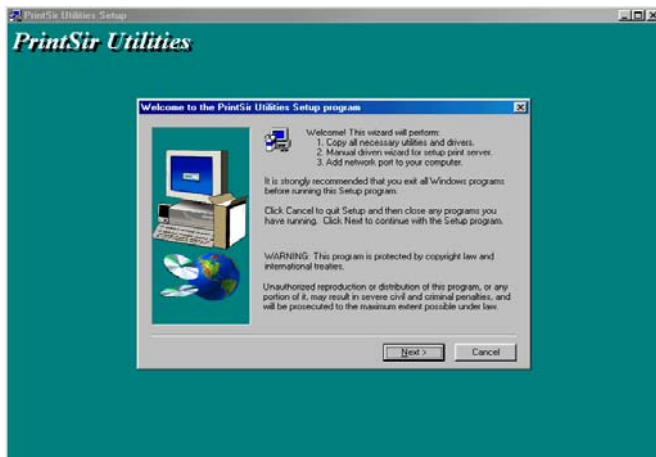 PrintSir Utilities Setup
PrintSir Utilities
Welcome to the PrintSir Utilities Setup program
Welcome! This wizard will perform:
1. Copy all necessary utilities and drivers.
2. Manual driven wizard for setup print server.
3. Add network port to your computer.
It is strongly recommended that you exit all Windows programs
before running this Setup program.
Click Cancel to quit Setup and then close any programs you
have running. Click Next to continue with the Setup program.
WARNING: This program is protected by copyright law and
international treaties.
Unauthorized reproduction or distribution of this program, or any
portion of it, may result in severe civil and criminal penalties, and
will be prosecuted to the maximum extent possible under law.
Next > Cancel